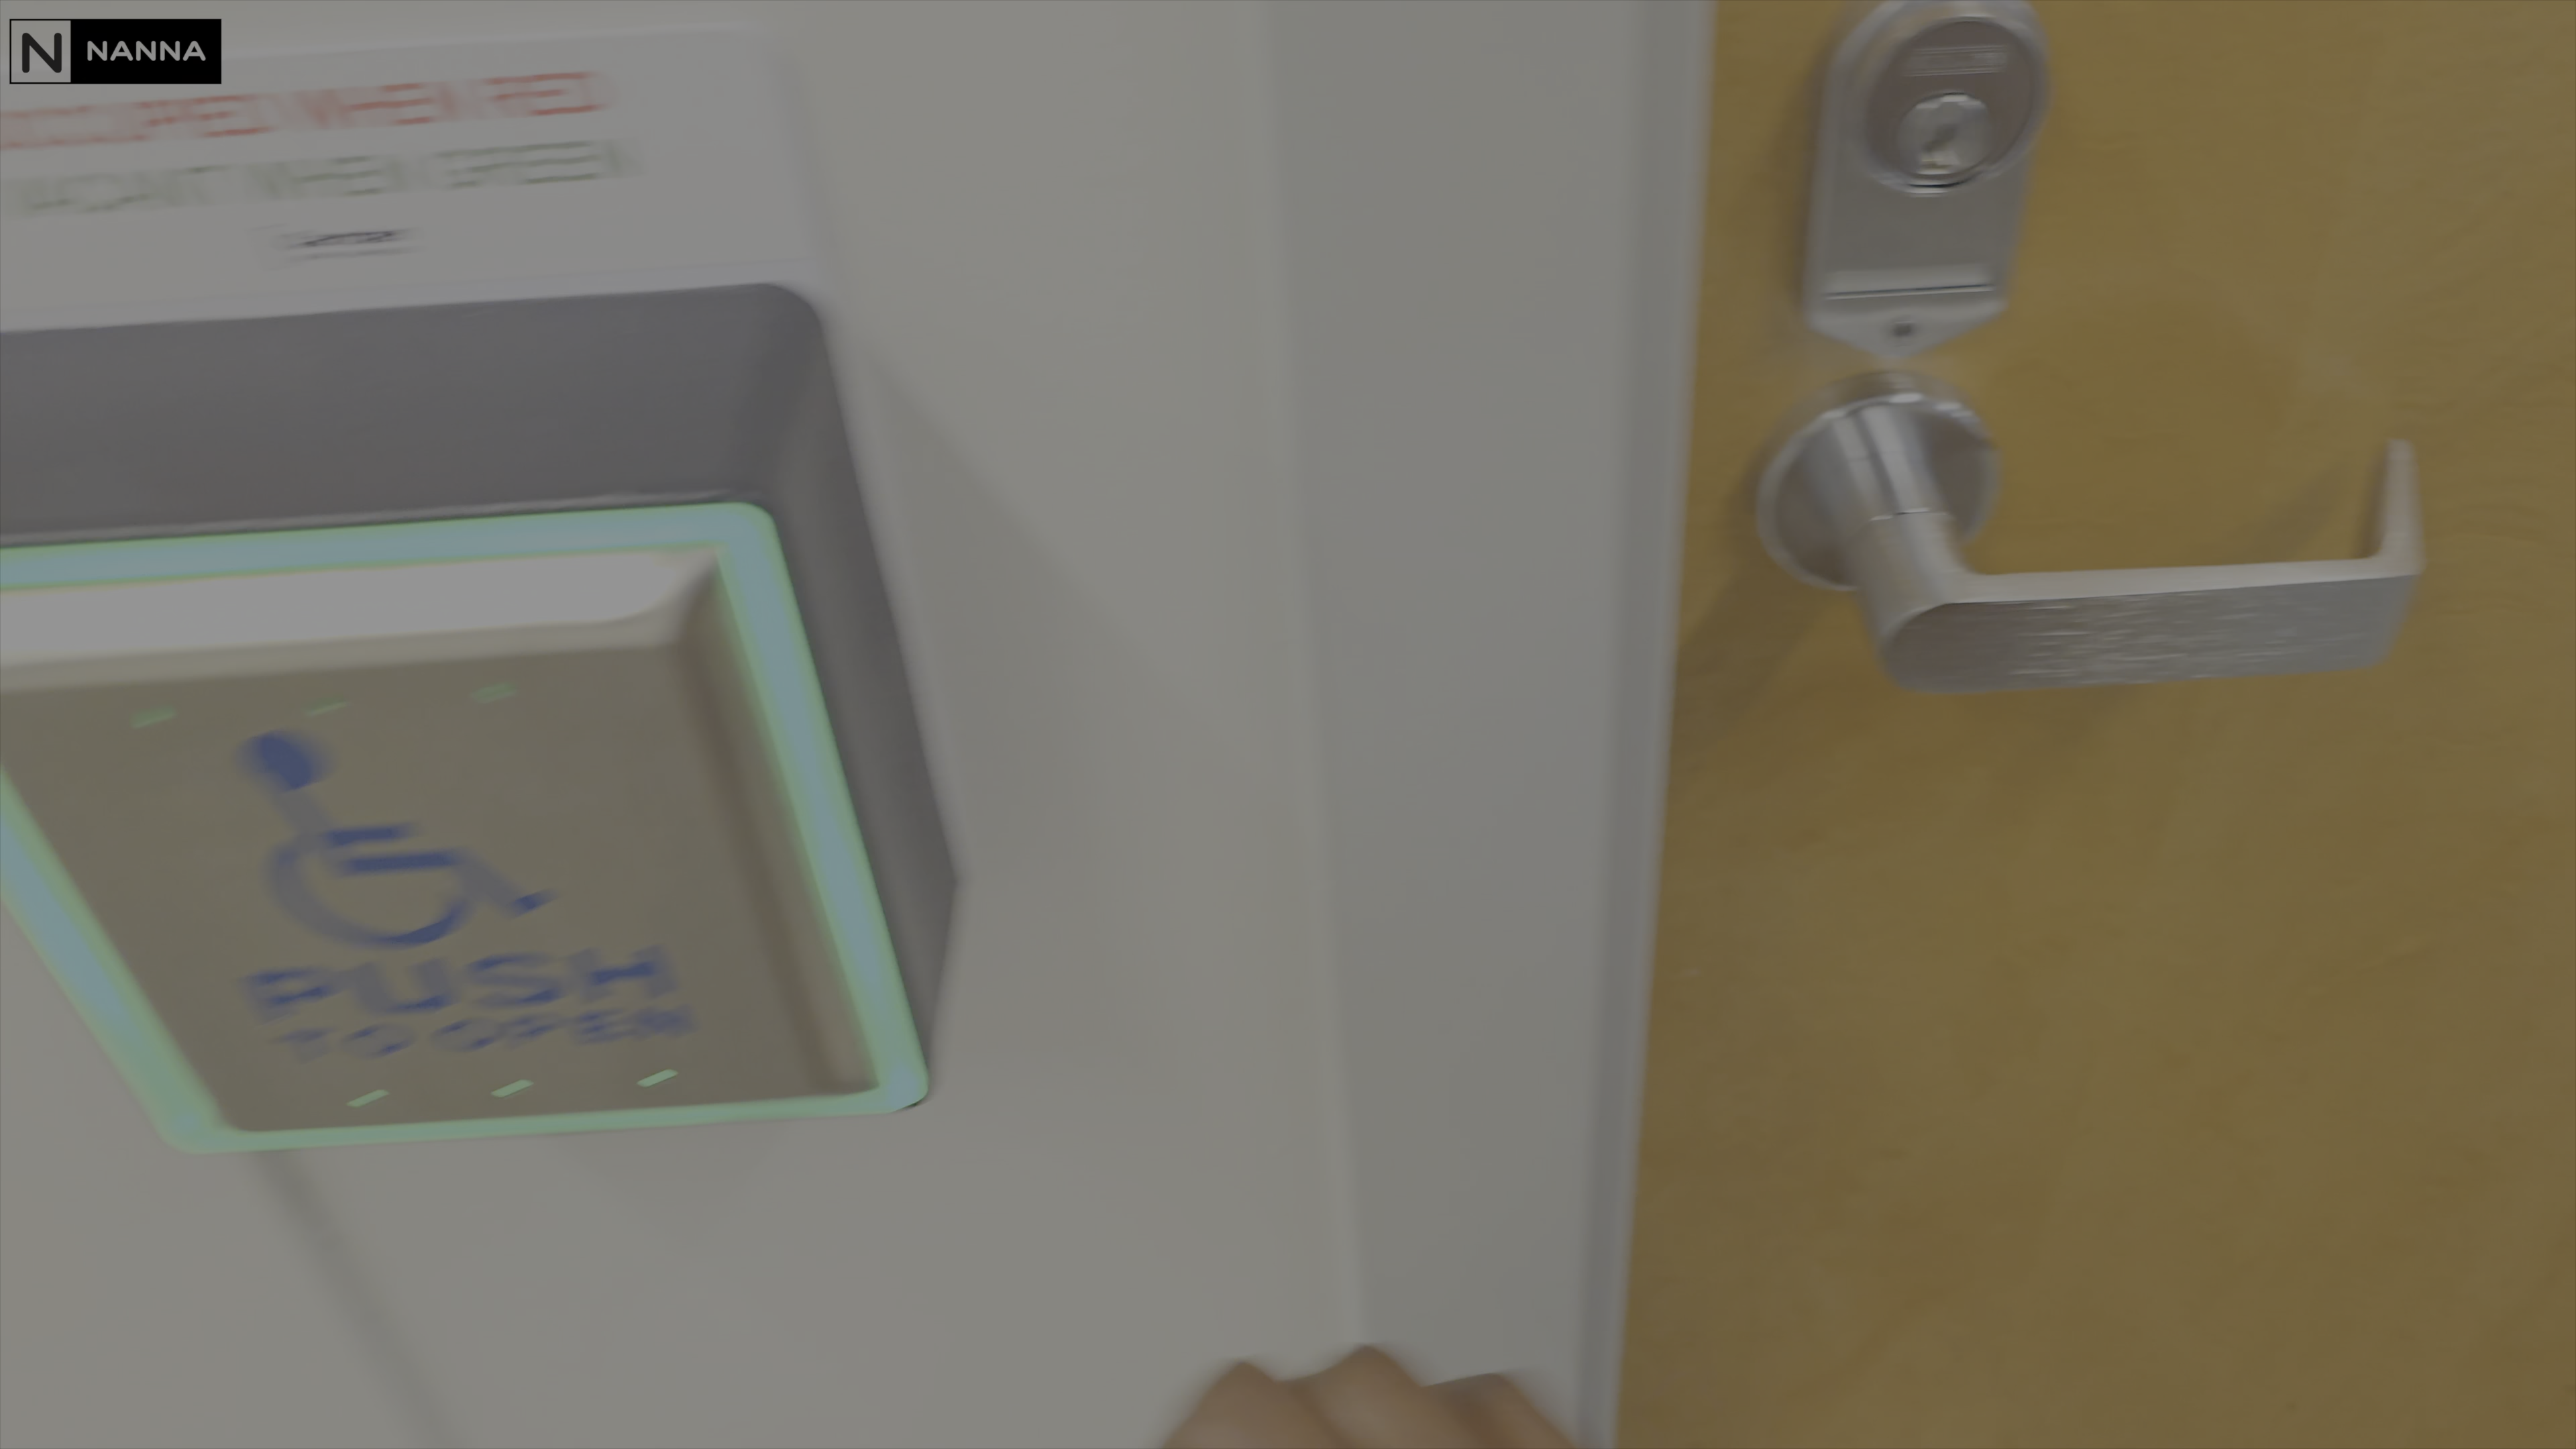 N NANNA
OCCUPIED WHEN RED
VACANT WHEN GREEN
PUSH
TO OPEN